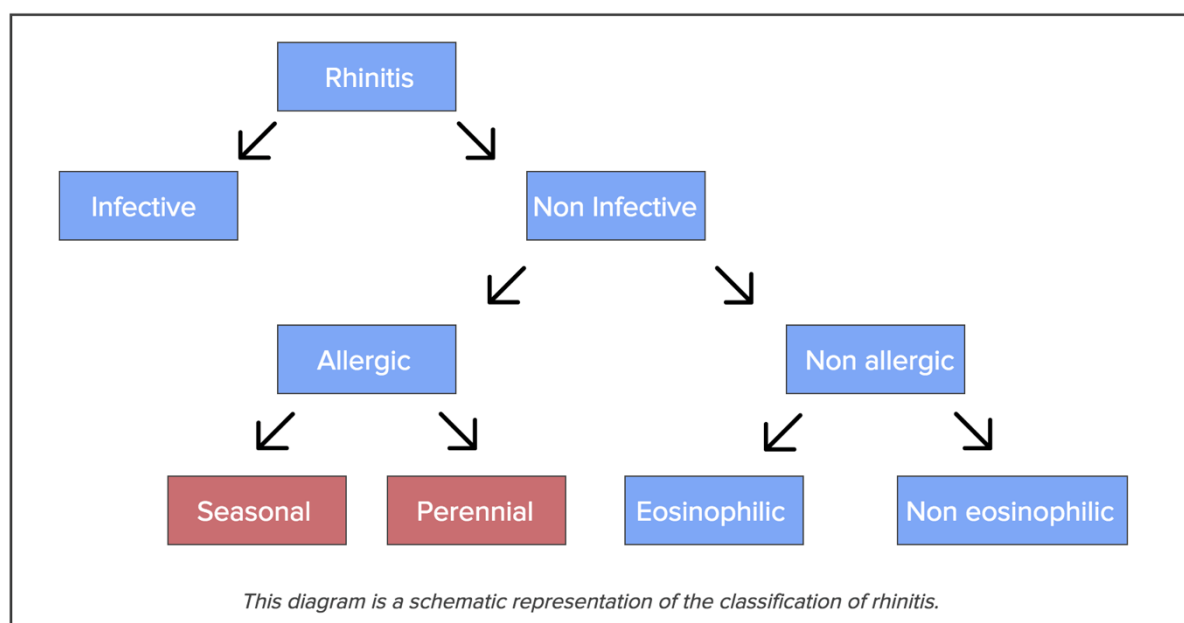 Rhinitis
Infective
Non Infective
Allergic
Non allergic
Seasonal
Perennial
Eosinophilic
Non eosinophilic
This diagram is a schematic representation of the classification of rhinitis.